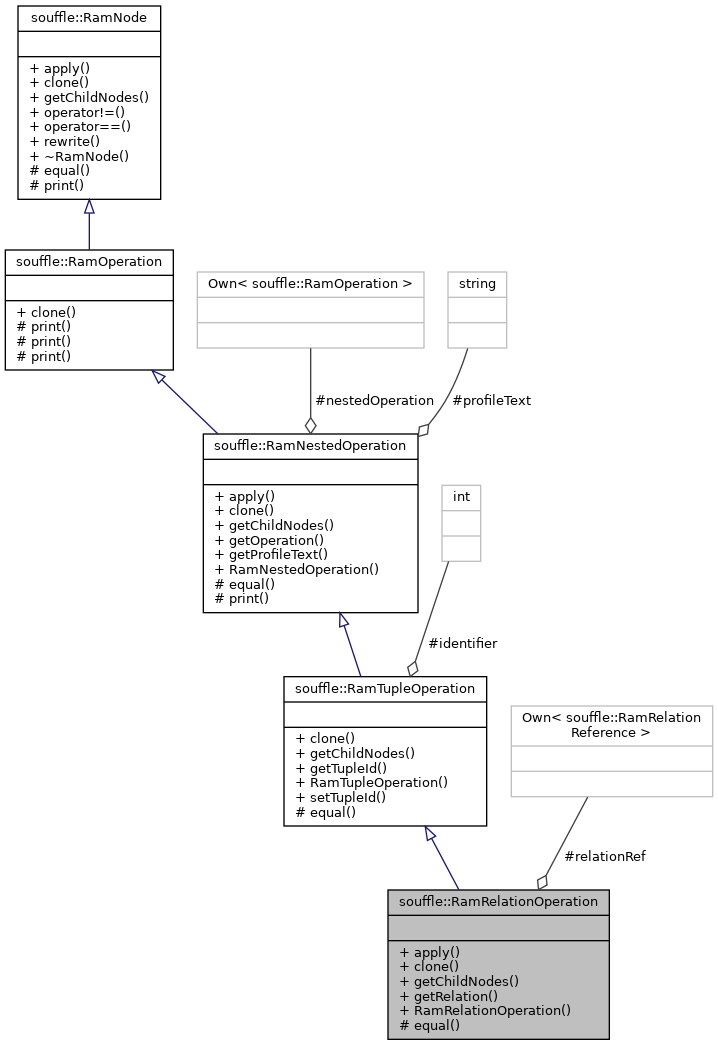 souffle::RamNode
+ apply()
+ clone()
+ getChildNodes()
+ operator!=()
+ operator==()
+ rewrite()
+ ~RamNode()
# equal()
# print()
souffle::RamOperation
+ clone()
# print()
# print()
# print()
Own< souffle::RamOperation >
string
#nestedOperation
#profileText
souffle::RamNestedOperation
+ apply()
+ clone()
+ getChildNodes()
+ getOperation()
+ getProfileText()
+ RamNestedOperation()
# equal()
# print()
int
#identifier
souffle::RamTupleOperation
+ clone()
+ getChildNodes()
+ getTupleId()
+ RamTupleOperation()
+ setTupleId()
# equal()
Own< souffle::RamRelation
Reference >
#relationRef
souffle::RamRelationOperation
+ apply()
+ clone()
+ getChildNodes()
+ getRelation()
+ RamRelationOperation()
# equal()